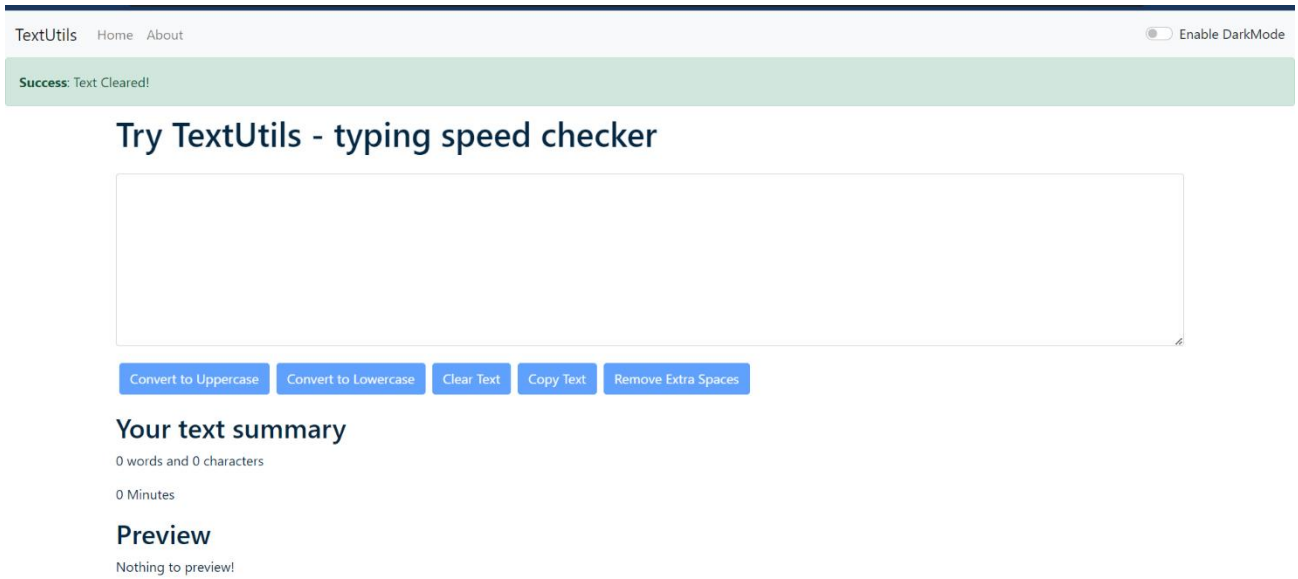 TextUtils Home About Enable DarkMode
Success: Text Cleared!
Try TextUtils - typing speed checker
Convert to Uppercase Convert to Lowercase Clear Text Copy Text Remove Extra Spaces
Your text summary
0 words and 0 characters
0 Minutes
Preview
Nothing to preview!